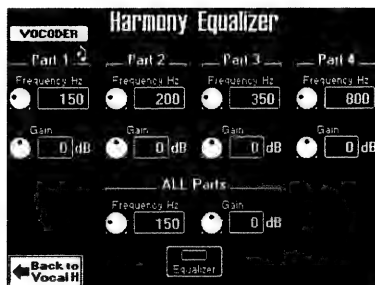 Harmony Equalizer
VOCODER
Part 1 Part 2 Part 3 Part 4
Frequency Hz Frequency Hz Frequency Hz Frequency Hz
150 200 350 800
Gain Gain Gain Gain
0 dB 0 dB 0 dB 0 dB
ALL Parts
Frequency Hz Gain
150 0 dB
Equalizer
Back to
Vocal H